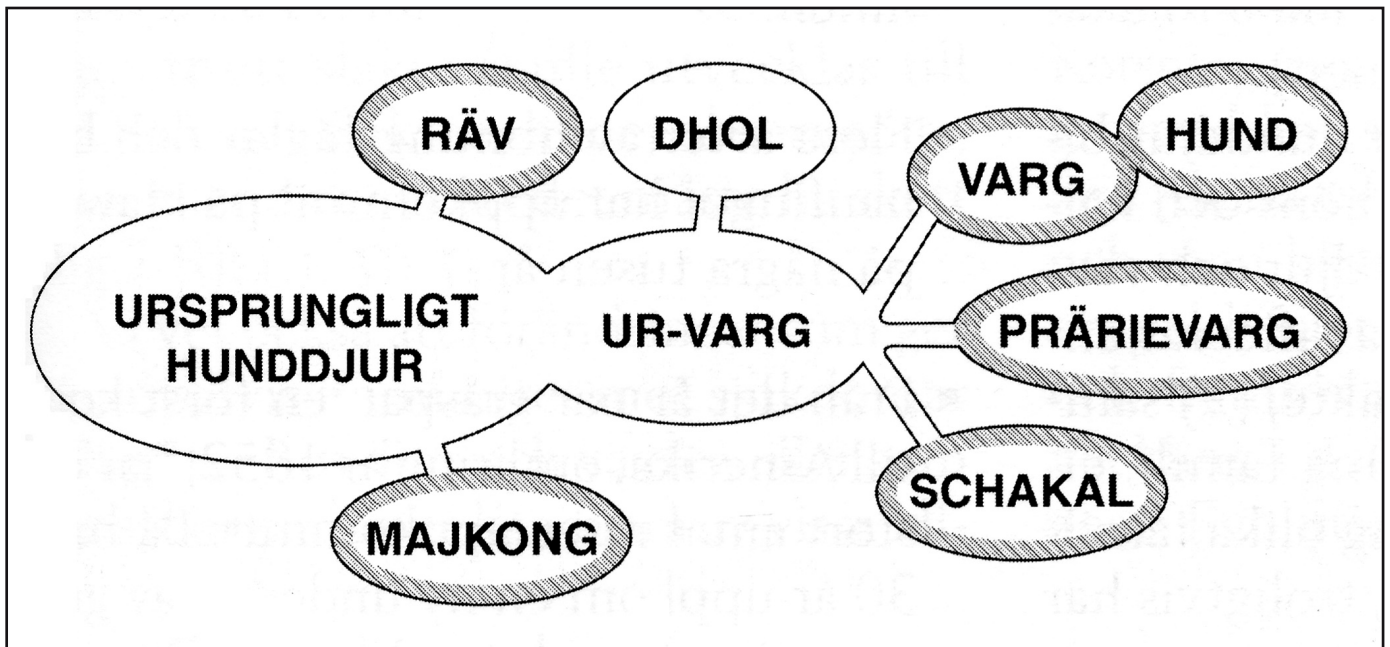 RÄV
DHOL
VARG
HUND
URSPRUNGLIGT
HUNDDJUR
UR-VARG
PRÄRIEVARG
SCHAKAL
MAJKONG